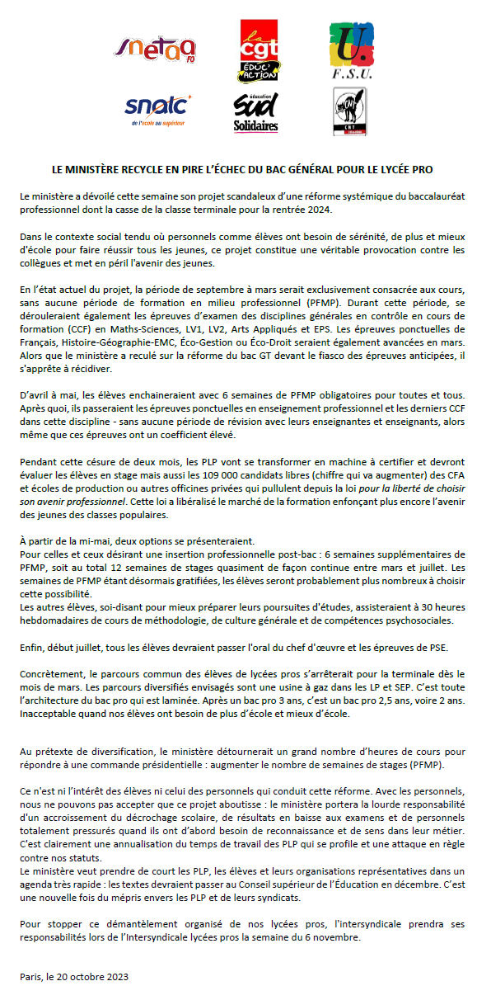 snetaa
FO
la
cgt
ÉDUC'
ACTION
U.
F.S.U.
snalc
de l'école au supérieur
éducation
Sud
Solidaires
CNT
LE MINISTÈRE RECYCLE EN PIRE L’ÉCHEC DU BAC GÉNÉRAL POUR LE LYCÉE PRO
Le ministère a dévoilé cette semaine son projet scandaleux d’une réforme systémique du baccalauréat
professionnel dont la casse de la classe terminale pour la rentrée 2024.
Dans le contexte social tendu où personnels comme élèves ont besoin de sérénité, de plus et mieux
d'école pour faire réussir tous les jeunes, ce projet constitue une véritable provocation contre les
collègues et met en péril l'avenir des jeunes.
En l’état actuel du projet, la période de septembre à mars serait exclusivement consacrée aux cours,
sans aucune période de formation en milieu professionnel (PFMP). Durant cette période, se
dérouleraient également les épreuves d’examen des disciplines générales en contrôle en cours de
formation (CCF) en Maths-Sciences, LV1, LV2, Arts Appliqués et EPS. Les épreuves ponctuelles de
Français, Histoire-Géographie-EMC, Éco-Gestion ou Éco-Droit seraient également avancées en mars.
Alors que le ministère a reculé sur la réforme du bac GT devant le fiasco des épreuves anticipées, il
s'apprête à récidiver.
D’avril à mai, les élèves enchaineraient avec 6 semaines de PFMP obligatoires pour toutes et tous.
Après quoi, ils passeraient les épreuves ponctuelles en enseignement professionnel et les derniers CCF
dans cette discipline - sans aucune période de révision avec leurs enseignantes et enseignants, alors
même que ces épreuves ont un coefficient élevé.
Pendant cette césure de deux mois, les PLP vont se transformer en machine à certifier et devront
évaluer les élèves en stage mais aussi les 109 000 candidats libres (chiffre qui va augmenter) des CFA
et écoles de production ou autres officines privées qui pullulent depuis la loi pour la liberté de choisir
son avenir professionnel. Cette loi a libéralisé le marché de la formation enfonçant plus encore l’avenir
des jeunes des classes populaires.
À partir de la mi-mai, deux options se présenteraient.
Pour celles et ceux désirant une insertion professionnelle post-bac : 6 semaines supplémentaires de
PFMP, soit au total 12 semaines de stages quasiment de façon continue entre mars et juillet. Les
semaines de PFMP étant désormais gratifiées, les élèves seront probablement plus nombreux à choisir
cette possibilité.
Les autres élèves, soi-disant pour mieux préparer leurs poursuites d'études, assisteraient à 30 heures
hebdomadaires de cours de méthodologie, de culture générale et de compétences psychosociales.
Enfin, début juillet, tous les élèves devraient passer l'oral du chef d'œuvre et les épreuves de PSE.
Concrètement, le parcours commun des élèves de lycées pros s’arrêterait pour la terminale dès le
mois de mars. Les parcours diversifiés envisagés sont une usine à gaz dans les LP et SEP. C’est toute
l’architecture du bac pro qui est laminée. Après un bac pro 3 ans, c’est un bac pro 2,5 ans, voire 2 ans.
Inacceptable quand nos élèves ont besoin de plus d’école et mieux d’école.
Au prétexte de diversification, le ministère détournerait un grand nombre d’heures de cours pour
répondre à une commande présidentielle : augmenter le nombre de semaines de stages (PFMP).
Ce n'est ni l’intérêt des élèves ni celui des personnels qui conduit cette réforme. Avec les personnels,
nous ne pouvons pas accepter que ce projet aboutisse : le ministère portera la lourde responsabilité
d'un accroissement du décrochage scolaire, de résultats en baisse aux examens et de personnels
totalement pressurés quand ils ont d’abord besoin de reconnaissance et de sens dans leur métier.
C'est clairement une annualisation du temps de travail des PLP qui se profile et une attaque en règle
contre nos statuts.
Le ministère veut prendre de court les PLP, les élèves et leurs organisations représentatives dans un
agenda très rapide : les textes devraient passer au Conseil supérieur de l’Éducation en décembre. C’est
une nouvelle fois du mépris envers les PLP et de leurs syndicats.
Pour stopper ce démantèlement organisé de nos lycées pros, l'intersyndicale prendra ses
responsabilités lors de l’Intersyndicale lycées pros la semaine du 6 novembre.
Paris, le 20 octobre 2023